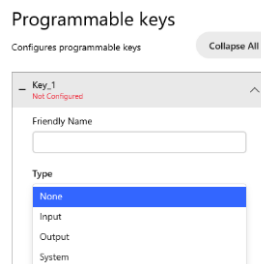 Programmable keys
Configures programmable keys
Collapse All
Key_1
Not Configured
Friendly Name
Type
None
Input
Output
System